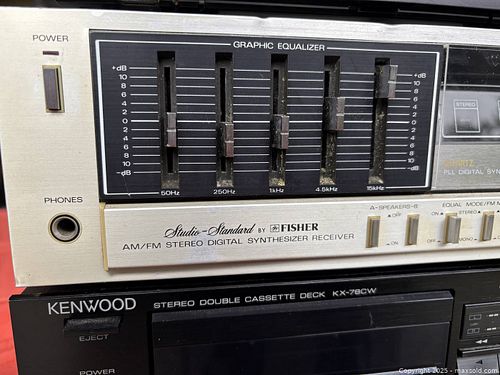 POWER
GRAPHIC EQUALIZER
+dB +dB
10 10
8 8
6 6
4 4
2 2
0 0
2 2
4 4
6 6
8 8
10 10
-dB -dB
50Hz 250Hz 1kHz 4.5kHz 15kHz
STEREO
QUARTZ
PLL DIGITAL SYN
PHONES
Studio-Standard BY FISHER
AM/FM STEREO DIGITAL SYNTHESIZER RECEIVER
A-SPEAKERS-B EQUAL MODE/FM M
OFF ON STEREO
ON OFF MONO
KENWOOD STEREO DOUBLE CASSETTE DECK KX-76CW
EJECT
POWER
Copyright 2025 - maxsold.com